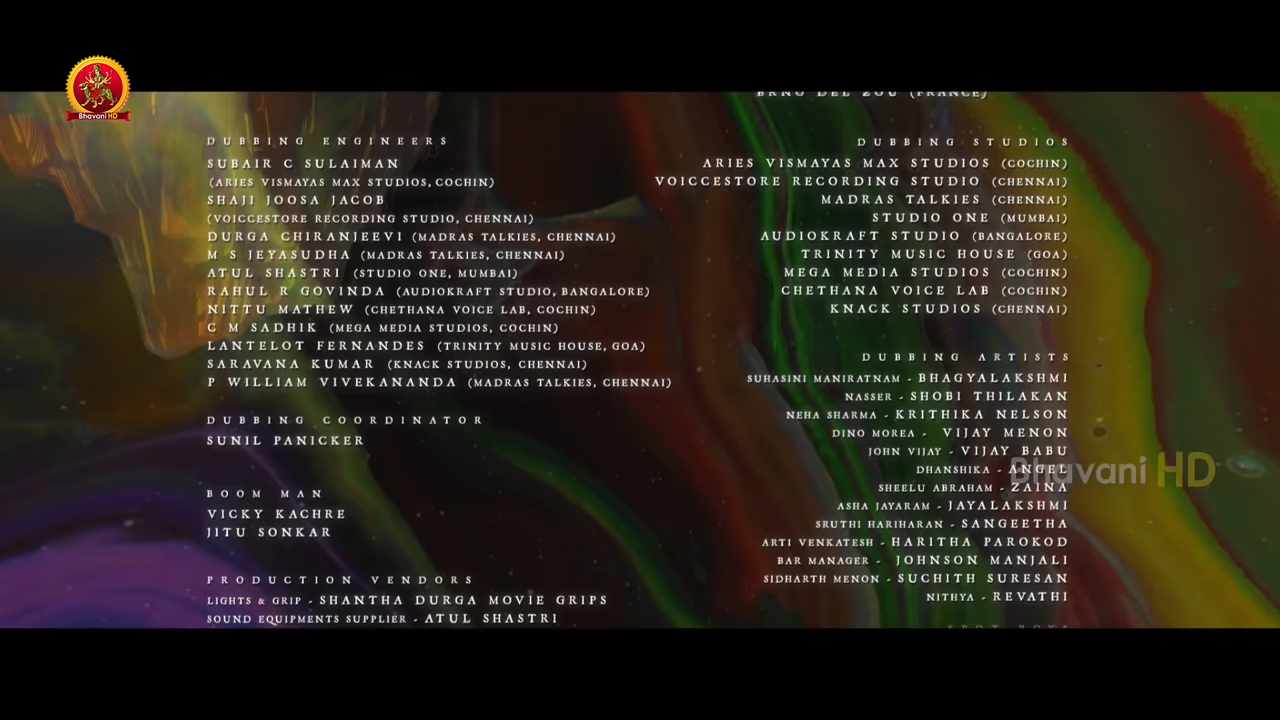 Bhavani HD
BRNO DEL ZOU (FRANCE)
DUBBING ENGINEERS
SUBAIR C SULAIMAN
(ARIES VISMAYAS MAX STUDIOS, COCHIN)
SHAJI JOOSA JACOB
(VOICCESTORE RECORDING STUDIO, CHENNAI)
DURGA CHIRANJEEVI (MADRAS TALKIES, CHENNAI)
M S JEYASUDHA (MADRAS TALKIES, CHENNAI)
ATUL SHASTRI (STUDIO ONE, MUMBAI)
RAHUL R GOVINDA (AUDIOKRAFT STUDIO, BANGALORE)
NITTU MATHEW (CHETHANA VOICE LAB, COCHIN)
C M SADHIK (MEGA MEDIA STUDIOS, COCHIN)
LANTELOT FERNANDES (TRINITY MUSIC HOUSE, GOA)
SARAVANA KUMAR (KNACK STUDIOS, CHENNAI)
P WILLIAM VIVEKANANDA (MADRAS TALKIES, CHENNAI)
DUBBING COORDINATOR
SUNIL PANICKER
BOOM MAN
VICKY KACHRE
JITU SONKAR
PRODUCTION VENDORS
LIGHTS & GRIP - SHANTHA DURGA MOVIE GRIPS
SOUND EQUIPMENTS SUPPLIER - ATUL SHASTRI
DUBBING STUDIOS
ARIES VISMAYAS MAX STUDIOS (COCHIN)
VOICCESTORE RECORDING STUDIO (CHENNAI)
MADRAS TALKIES (CHENNAI)
STUDIO ONE (MUMBAI)
AUDIOKRAFT STUDIO (BANGALORE)
TRINITY MUSIC HOUSE (GOA)
MEGA MEDIA STUDIOS (COCHIN)
CHETHANA VOICE LAB (COCHIN)
KNACK STUDIOS (CHENNAI)
DUBBING ARTISTS
SUHASINI MANIRATNAM - BHAGYALAKSHMI
NASSER - SHOBI THILAKAN
NEHA SHARMA - KRITHIKA NELSON
DINO MOREA - VIJAY MENON
JOHN VIJAY - VIJAY BABU
DHANSHIKA - ANGEL
SHEELU ABRAHAM - ZAINA
ASHA JAYARAM - JAYALAKSHMI
SRUTHI HARIHARAN - SANGEETHA
ARTI VENKATESH - HARITHA PAROKOD
BAR MANAGER - JOHNSON MANJALI
SIDHARTH MENON - SUCHITH SURESAN
NITHYA - REVATHI
Bhavani HD